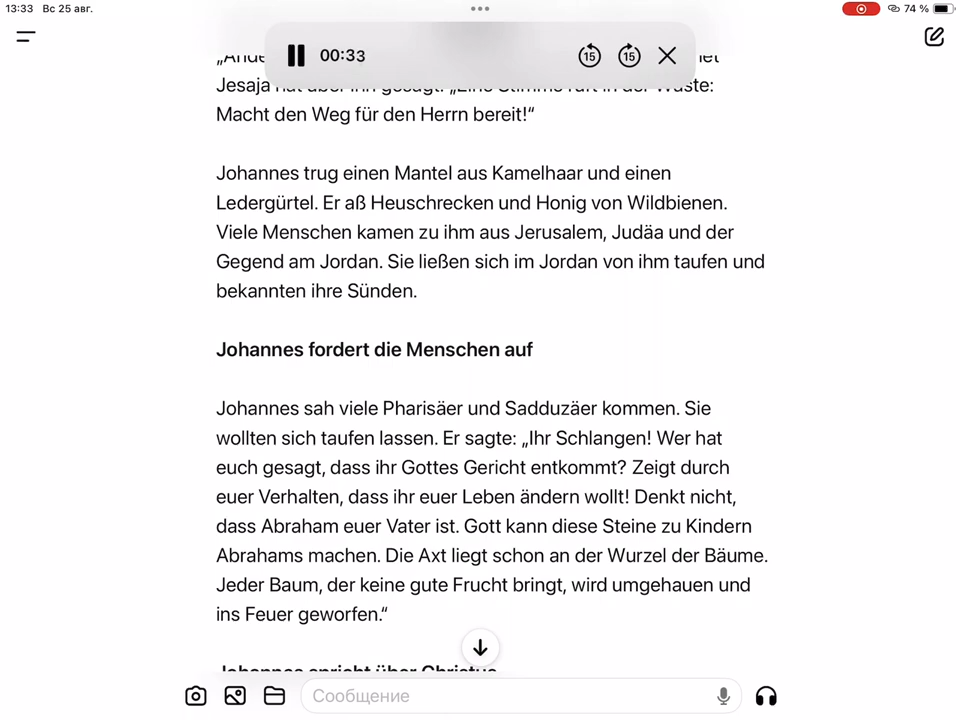 13:33 Вс 25 авг.
74 %
00:33
15
15
Macht den Weg für den Herrn bereit!“
Johannes trug einen Mantel aus Kamelhaar und einen
Ledergürtel. Er aß Heuschrecken und Honig von Wildbienen.
Viele Menschen kamen zu ihm aus Jerusalem, Judäa und der
Gegend am Jordan. Sie ließen sich im Jordan von ihm taufen und
bekannten ihre Sünden.
Johannes fordert die Menschen auf
Johannes sah viele Pharisäer und Sadduzäer kommen. Sie
wollten sich taufen lassen. Er sagte: „Ihr Schlangen! Wer hat
euch gesagt, dass ihr Gottes Gericht entkommt? Zeigt durch
euer Verhalten, dass ihr euer Leben ändern wollt! Denkt nicht,
dass Abraham euer Vater ist. Gott kann diese Steine zu Kindern
Abrahams machen. Die Axt liegt schon an der Wurzel der Bäume.
Jeder Baum, der keine gute Frucht bringt, wird umgehauen und
ins Feuer geworfen.“
Johannes spricht über Christus
Сообщение